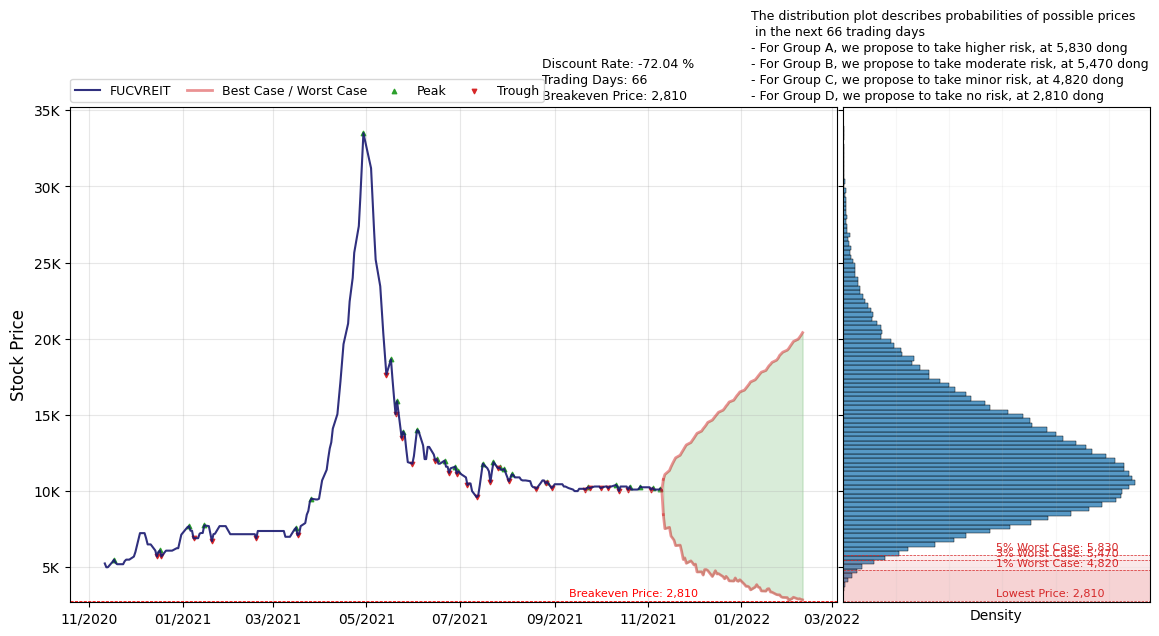 The distribution plot describes probabilities of possible prices
in the next 66 trading days
- For Group A, we propose to take higher risk, at 5,830 dong
- For Group B, we propose to take moderate risk, at 5,470 dong
- For Group C, we propose to take minor risk, at 4,820 dong
- For Group D, we propose to take no risk, at 2,810 dong
Discount Rate: -72.04 %
Trading Days: 66
Breakeven Price: 2,810
FUCVREIT
Best Case / Worst Case
Peak
Trough
Stock Price
35K
30K
25K
20K
15K
10K
5K
11/2020
01/2021
03/2021
05/2021
07/2021
09/2021
11/2021
01/2022
03/2022
Breakeven Price: 2,810
5% Worst Case: 5,830
3% Worst Case: 5,470
1% Worst Case: 4,820
Lowest Price: 2,810
Density